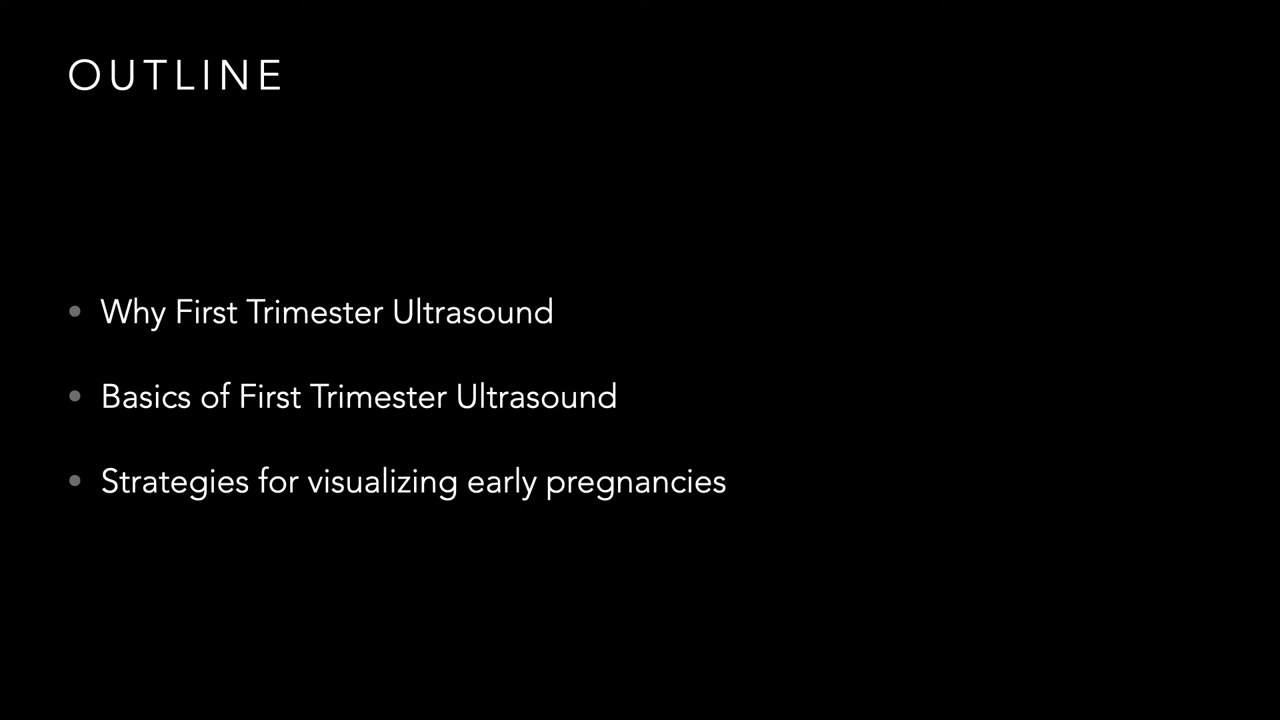 OUTLINE
• Why First Trimester Ultrasound
• Basics of First Trimester Ultrasound
• Strategies for visualizing early pregnancies